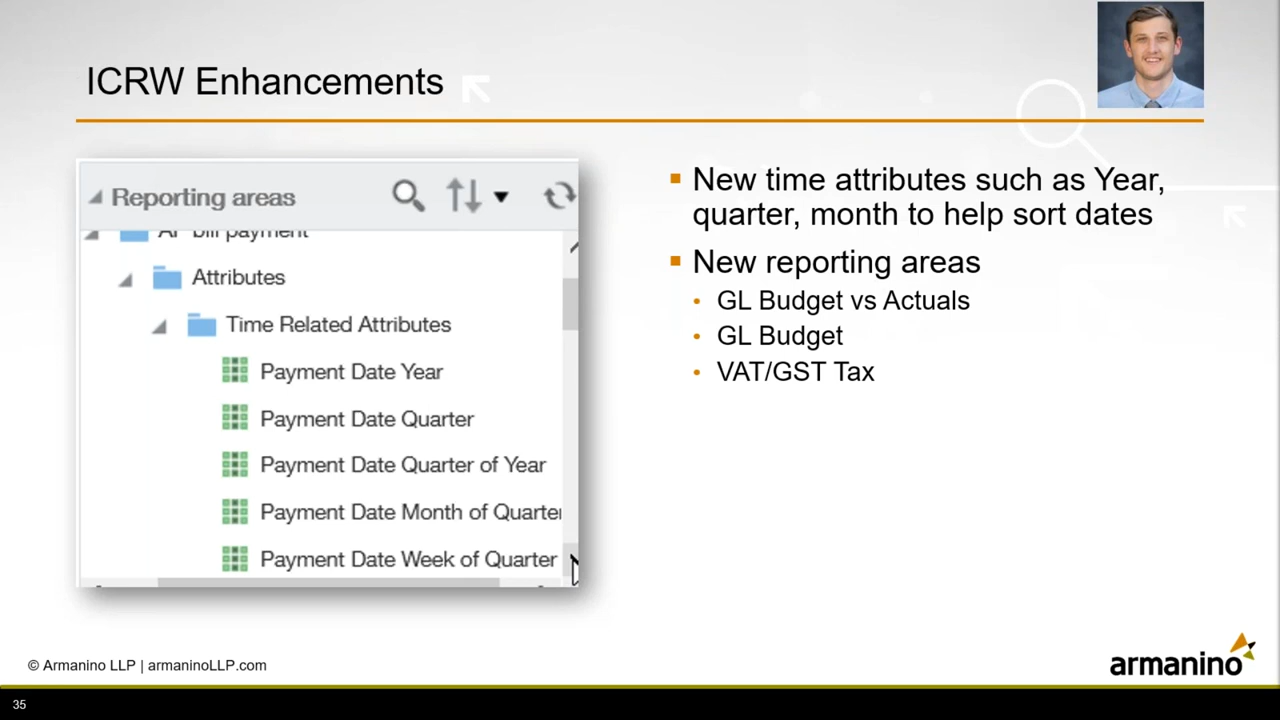 ICRW Enhancements
Reporting areas
AP bill payment
Attributes
Time Related Attributes
Payment Date Year
Payment Date Quarter
Payment Date Quarter of Year
Payment Date Month of Quarter
Payment Date Week of Quarter
▪ New time attributes such as Year,
quarter, month to help sort dates
▪ New reporting areas
• GL Budget vs Actuals
• GL Budget
• VAT/GST Tax
© Armanino LLP | armaninoLLP.com
armanino
35